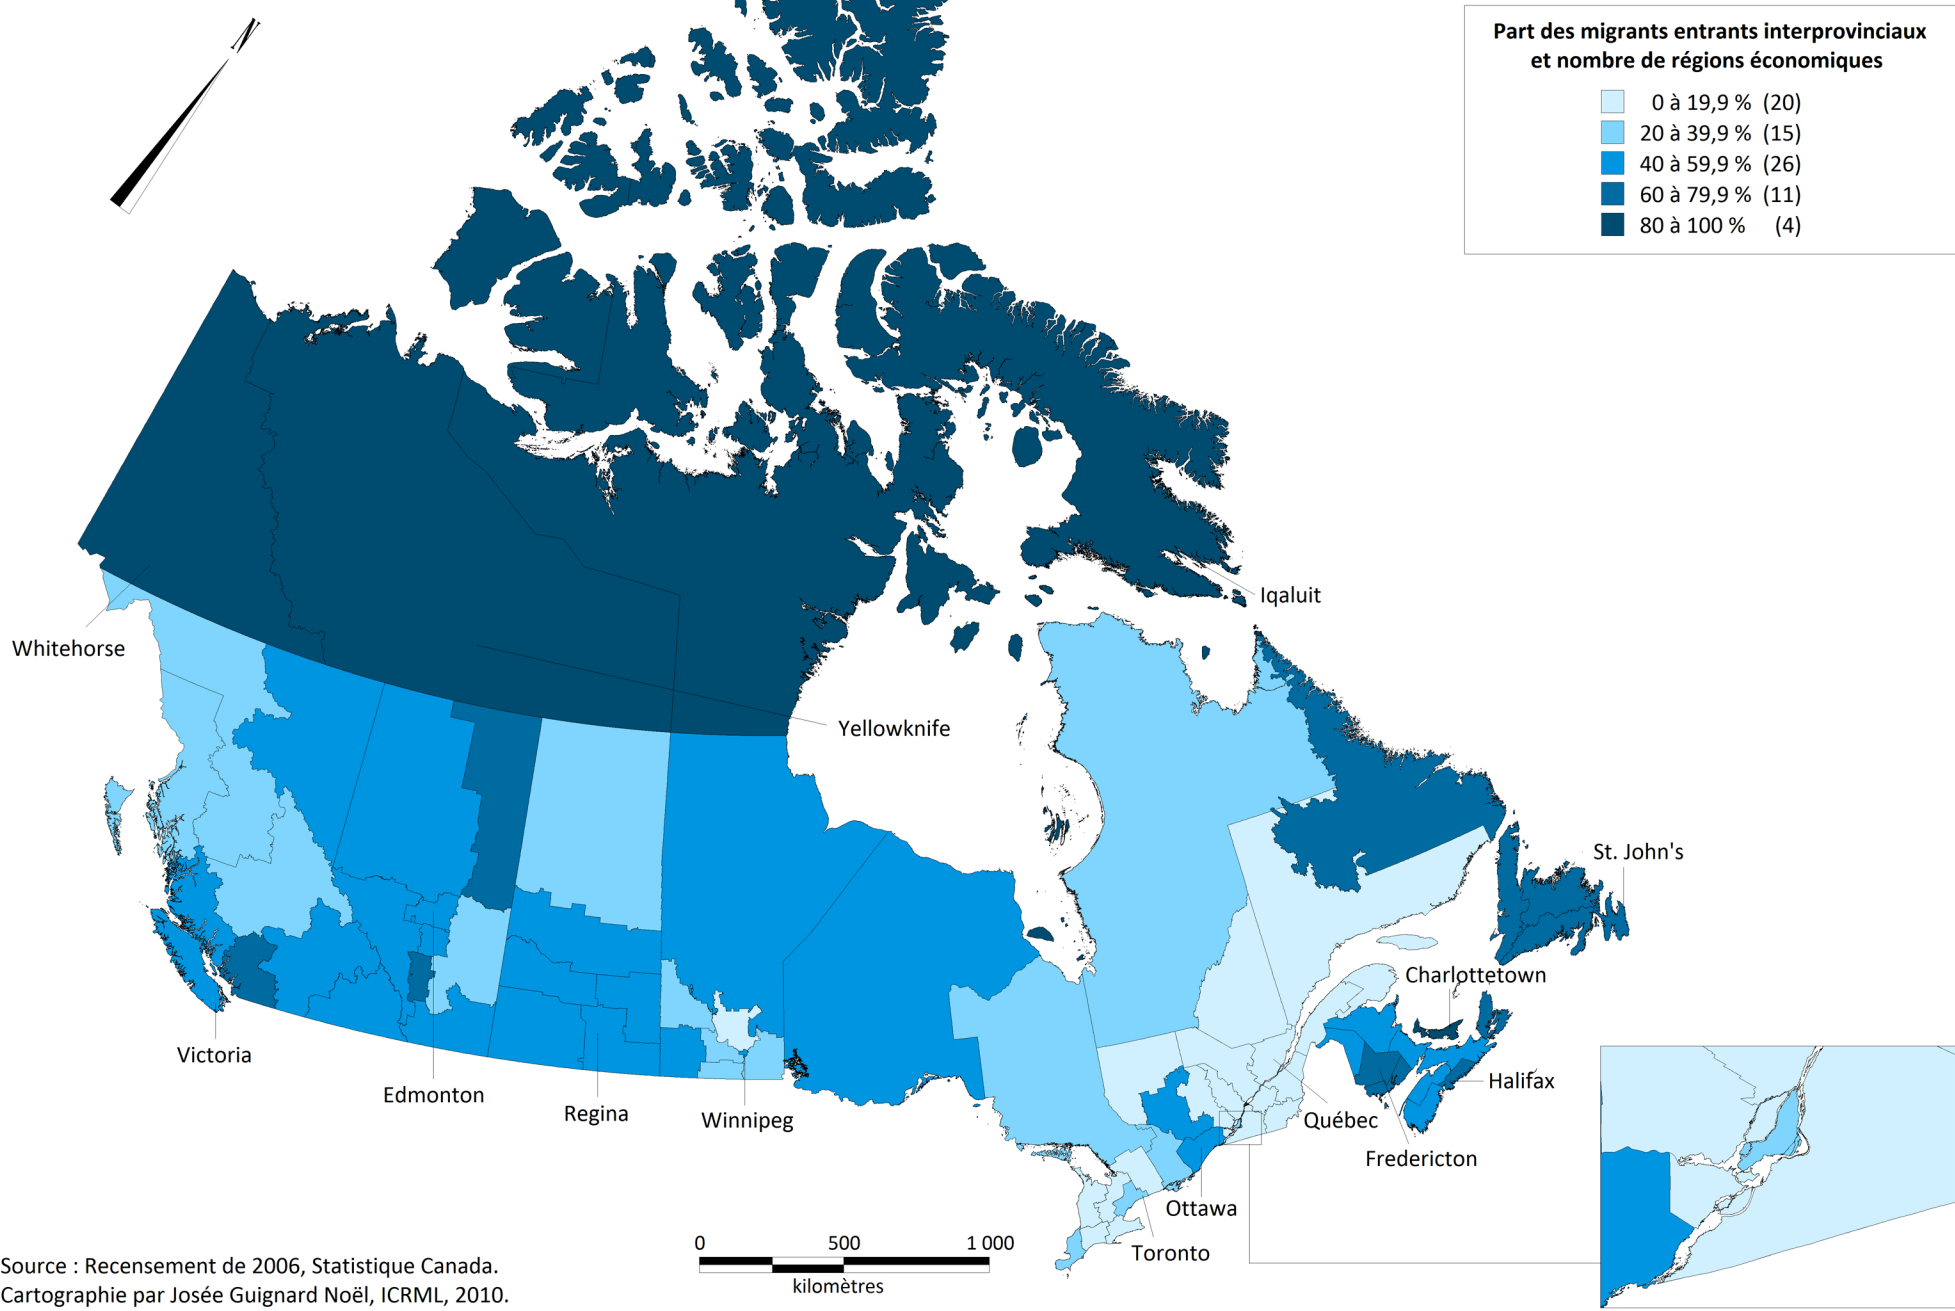 Part des migrants entrants interprovinciaux
et nombre de régions économiques
0 à 19,9 % (20)
20 à 39,9 % (15)
40 à 59,9 % (26)
60 à 79,9 % (11)
80 à 100 % (4)
Iqaluit
Whitehorse
Yellowknife
St. John's
Charlottetown
Victoria
Edmonton
Regina
Winnipeg
Halifax
Québec
Fredericton
Ottawa
Toronto
0 500 1 000
kilomètres
Source : Recensement de 2006, Statistique Canada.
Cartographie par Josée Guignard Noël, ICRML, 2010.